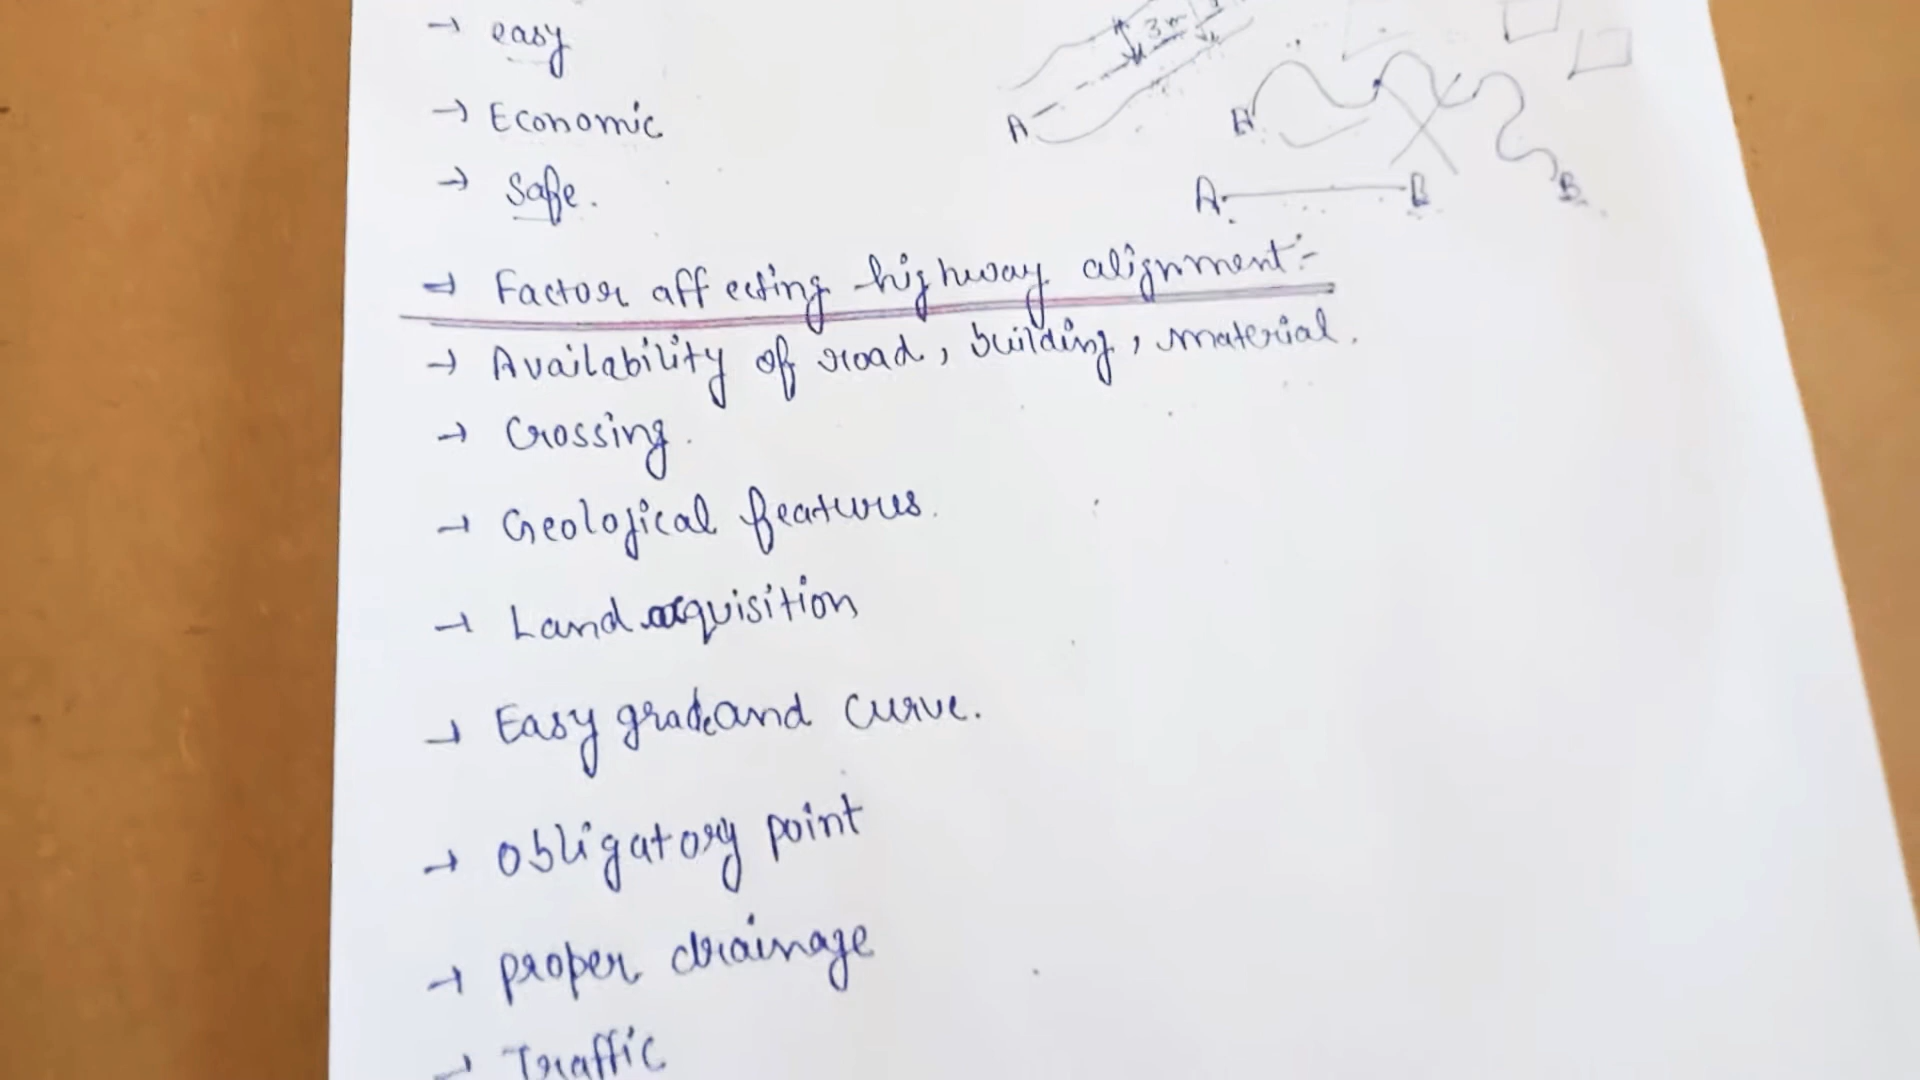 → easy
3m
→ Economic
A
A
→ safe.
A B
B
→ Factor affecting highway alignment:-
→ Availability of road, building, material.
→ Crossing.
→ Geological features.
→ Land acquisition
→ Easy grade and curve.
→ obligatory point
→ proper drainage
→ Traffic